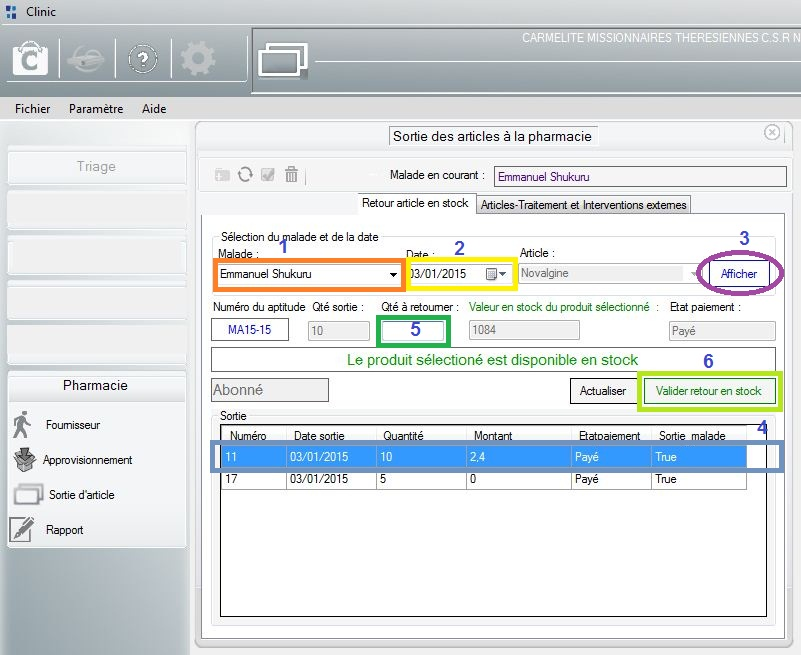 Clinic
CARMELITE MISSIONNAIRES THERESIENNES C.S.R N
C
?
Fichier Paramètre Aide
Sortie des articles à la pharmacie
Triage
Malade en courant : Emmanuel Shukuru
Retour article en stock Articles-Traitement et Interventions externes
Sélection du malade et de la date
1 2 3
Malade : Date : Article :
Emmanuel Shukuru 03/01/2015 Novalgine Afficher
Numéro du aptitude Qté sortie : Qté à retourner : Valeur en stock du produit sélectionné : Etat paiement :
MA15-15 10 5 1084 Payé
Le produit sélectioné est disponible en stock 6
Pharmacie
Abonné Actualiser Valider retour en stock
Sortie 4
Fournisseur
Approvisionnement
Sortie d'article
Rapport
Numéro Date sortie Quantité Montant Etatpaiement Sortie_malade
11 03/01/2015 10 2,4 Payé True
17 03/01/2015 5 0 Payé True